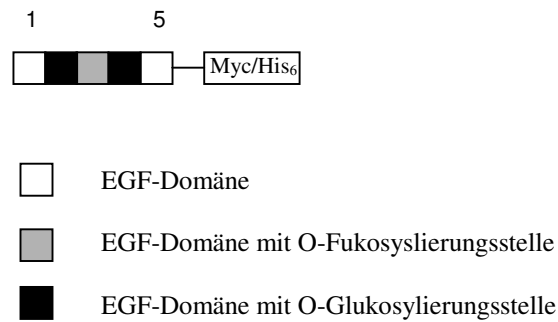 1 5
Myc/His₆
EGF-Domäne
EGF-Domäne mit O-Fukosyslierungsstelle
EGF-Domäne mit O-Glukosylierungsstelle